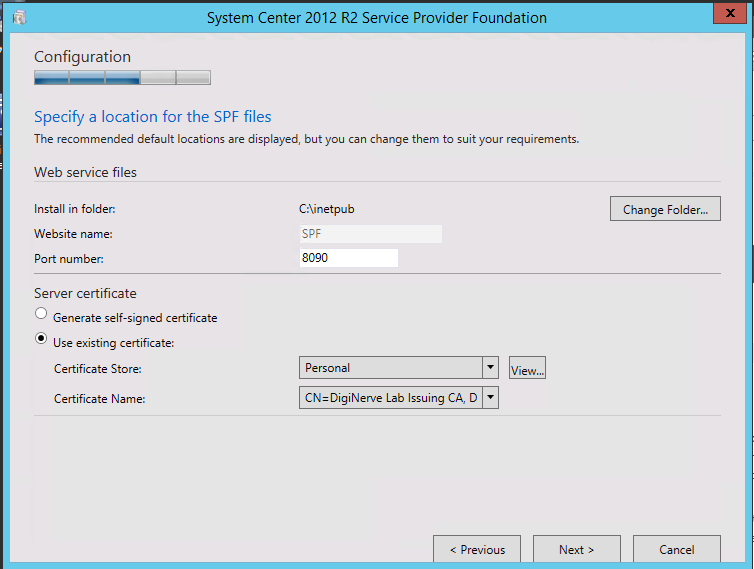 System Center 2012 R2 Service Provider Foundation
x
Configuration
Specify a location for the SPF files
The recommended default locations are displayed, but you can change them to suit your requirements.
Web service files
Install in folder: C:\inetpub Change Folder...
Website name: SPF
Port number: 8090
Server certificate
Generate self-signed certificate
Use existing certificate:
Certificate Store: Personal View...
Certificate Name: CN=DigiNerve Lab Issuing CA, D
< Previous Next > Cancel